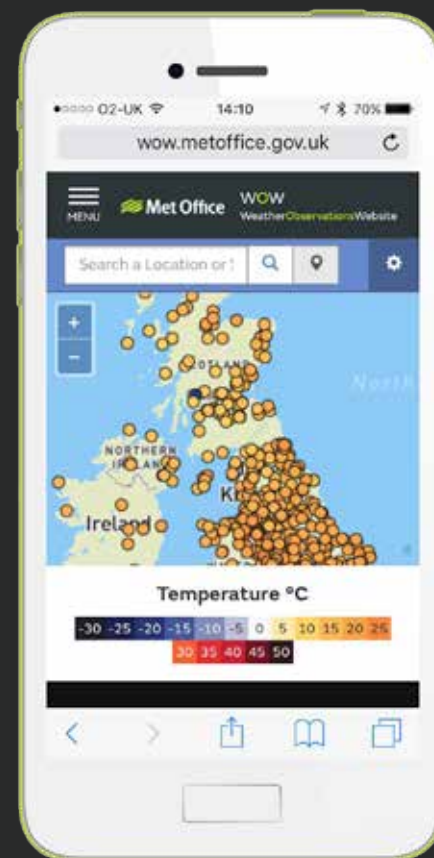 O2-UK 14:10 70%
wow.metoffice.gov.uk
MENU Met Office WOW
WeatherObservationsWebsite
Search a Location or
SCOTLAND
North
NORTHERN
IRELAND
Ireland
Temperature °C
-30 -25 -20 -15 -10 -5 0 5 10 15 20 25
30 35 40 45 50